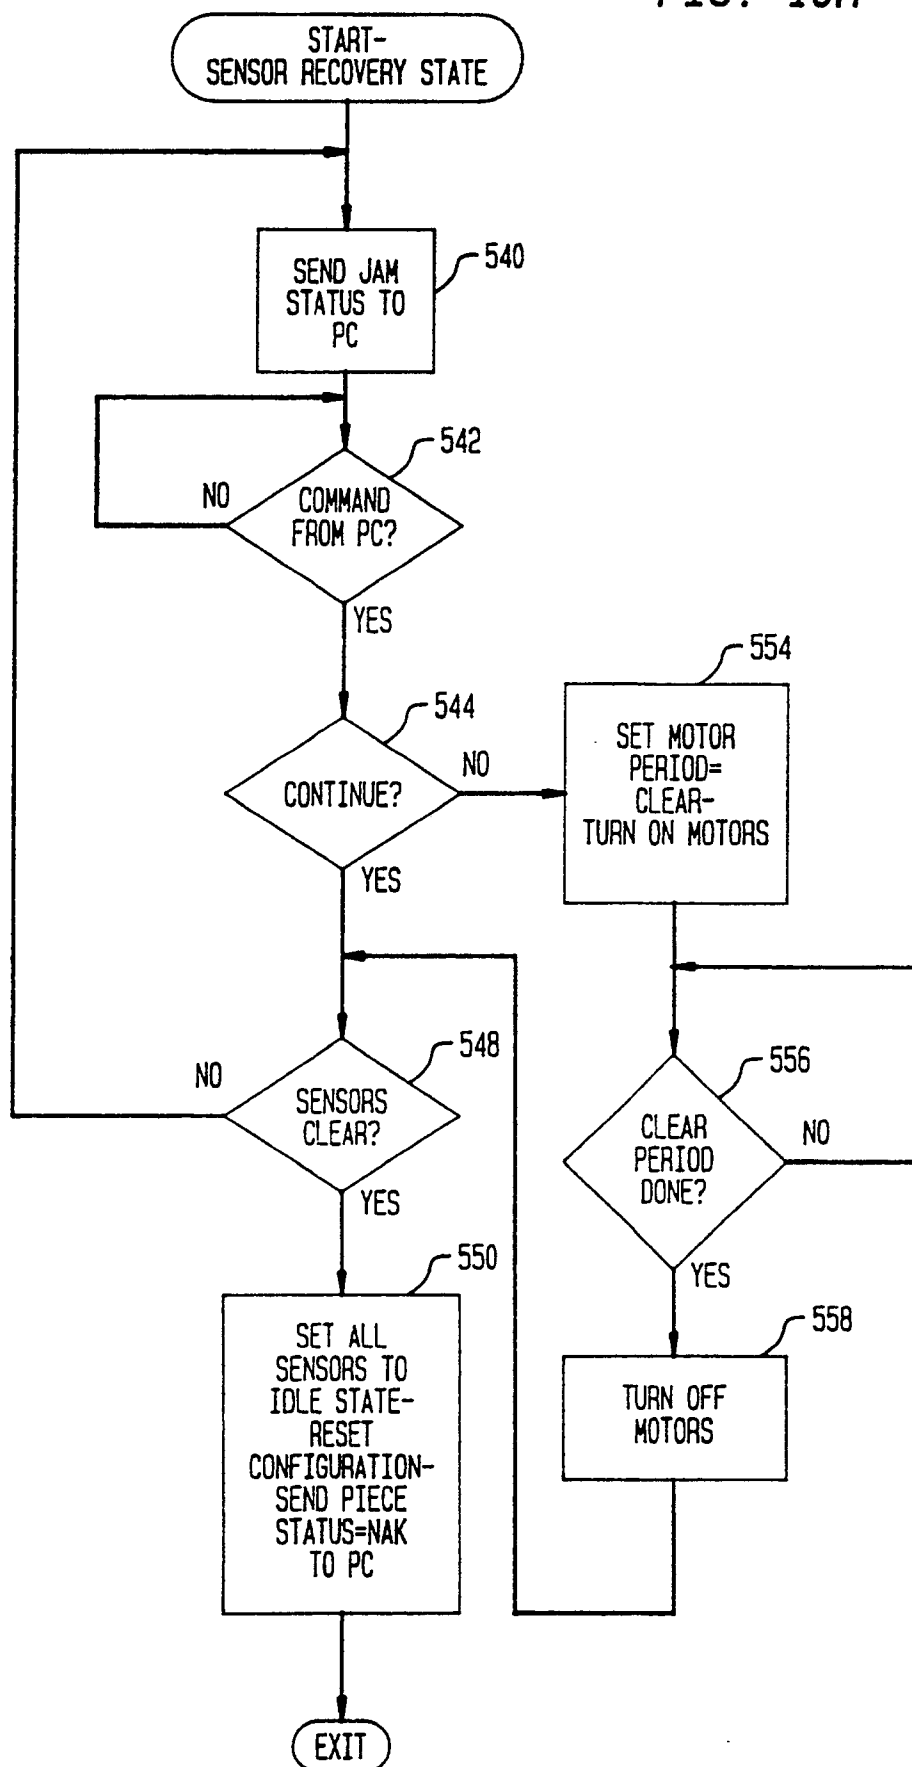 START-
SENSOR RECOVERY STATE
SEND JAM
STATUS TO
PC
540
542
COMMAND
FROM PC?
NO
YES
544
CONTINUE?
NO
YES
554
SET MOTOR
PERIOD=
CLEAR-
TURN ON MOTORS
548
SENSORS
CLEAR?
NO
YES
556
CLEAR
PERIOD
DONE?
NO
YES
550
SET ALL
SENSORS TO
IDLE STATE-
RESET
CONFIGURATION-
SEND PIECE
STATUS=NAK
TO PC
558
TURN OFF
MOTORS
EXIT